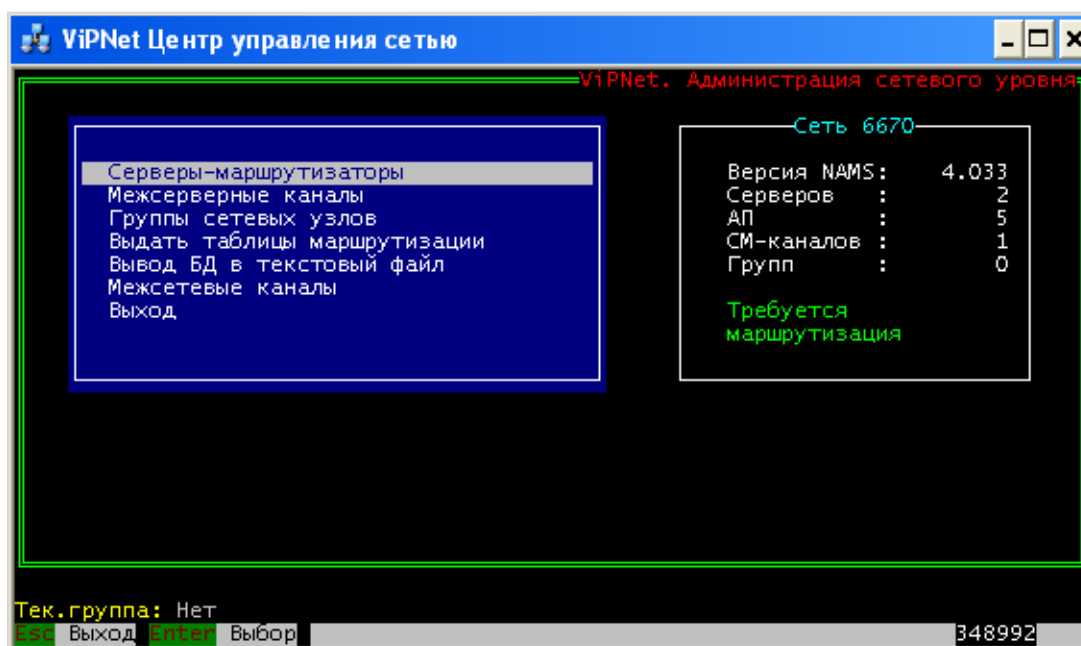 ViPNet Центр управления сетью
ViPNet. Администрация сетевого уровня
Серверы-маршрутизаторы
Межсерверные каналы
Группы сетевых узлов
Выдать таблицы маршрутизации
Вывод БД в текстовый файл
Межсетевые каналы
Выход
Сеть 6670
Версия NAMS: 4.033
Серверов : 2
АП : 5
СМ-каналов : 1
Групп : 0
Требуется
маршрутизация
Тек.группа: Нет
Esc Выход Enter Выбор 348992